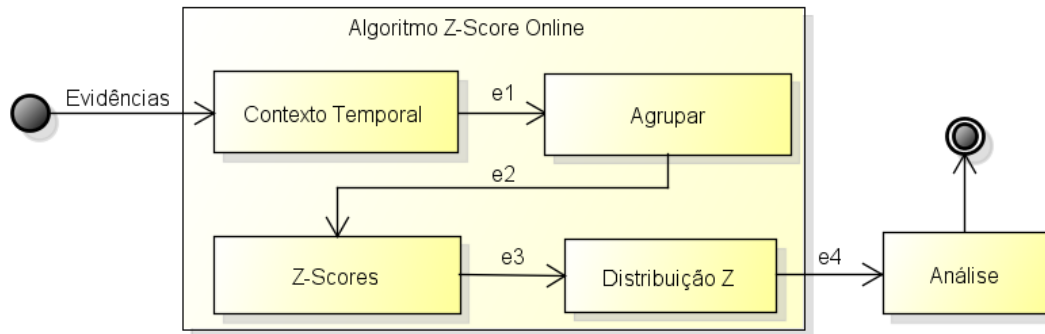 Algoritmo Z-Score Online
Evidências
Contexto Temporal
e1
Agrupar
e2
Z-Scores
e3
Distribuição Z
e4
Análise